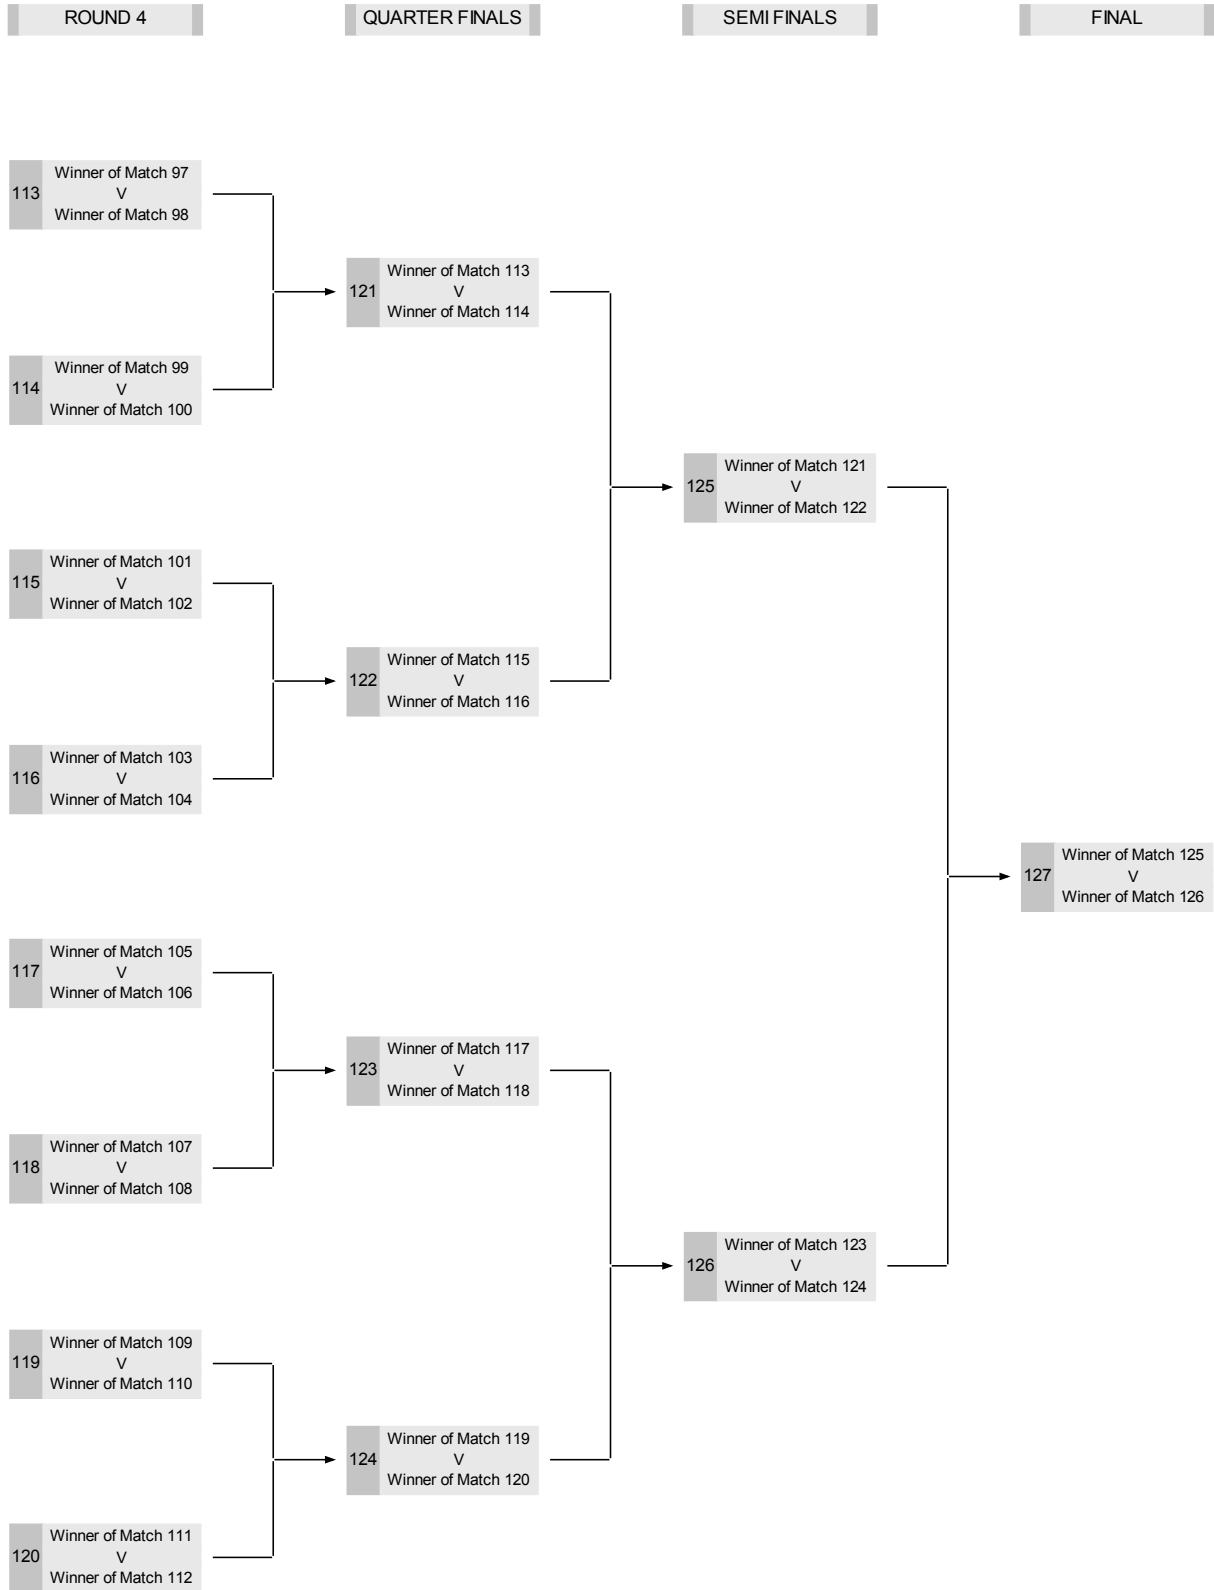 ROUND 4
QUARTER FINALS
SEMI FINALS
FINAL
113
Winner of Match 97
V
Winner of Match 98
114
Winner of Match 99
V
Winner of Match 100
115
Winner of Match 101
V
Winner of Match 102
116
Winner of Match 103
V
Winner of Match 104
117
Winner of Match 105
V
Winner of Match 106
118
Winner of Match 107
V
Winner of Match 108
119
Winner of Match 109
V
Winner of Match 110
120
Winner of Match 111
V
Winner of Match 112
121
Winner of Match 113
V
Winner of Match 114
122
Winner of Match 115
V
Winner of Match 116
123
Winner of Match 117
V
Winner of Match 118
124
Winner of Match 119
V
Winner of Match 120
125
Winner of Match 121
V
Winner of Match 122
126
Winner of Match 123
V
Winner of Match 124
127
Winner of Match 125
V
Winner of Match 126